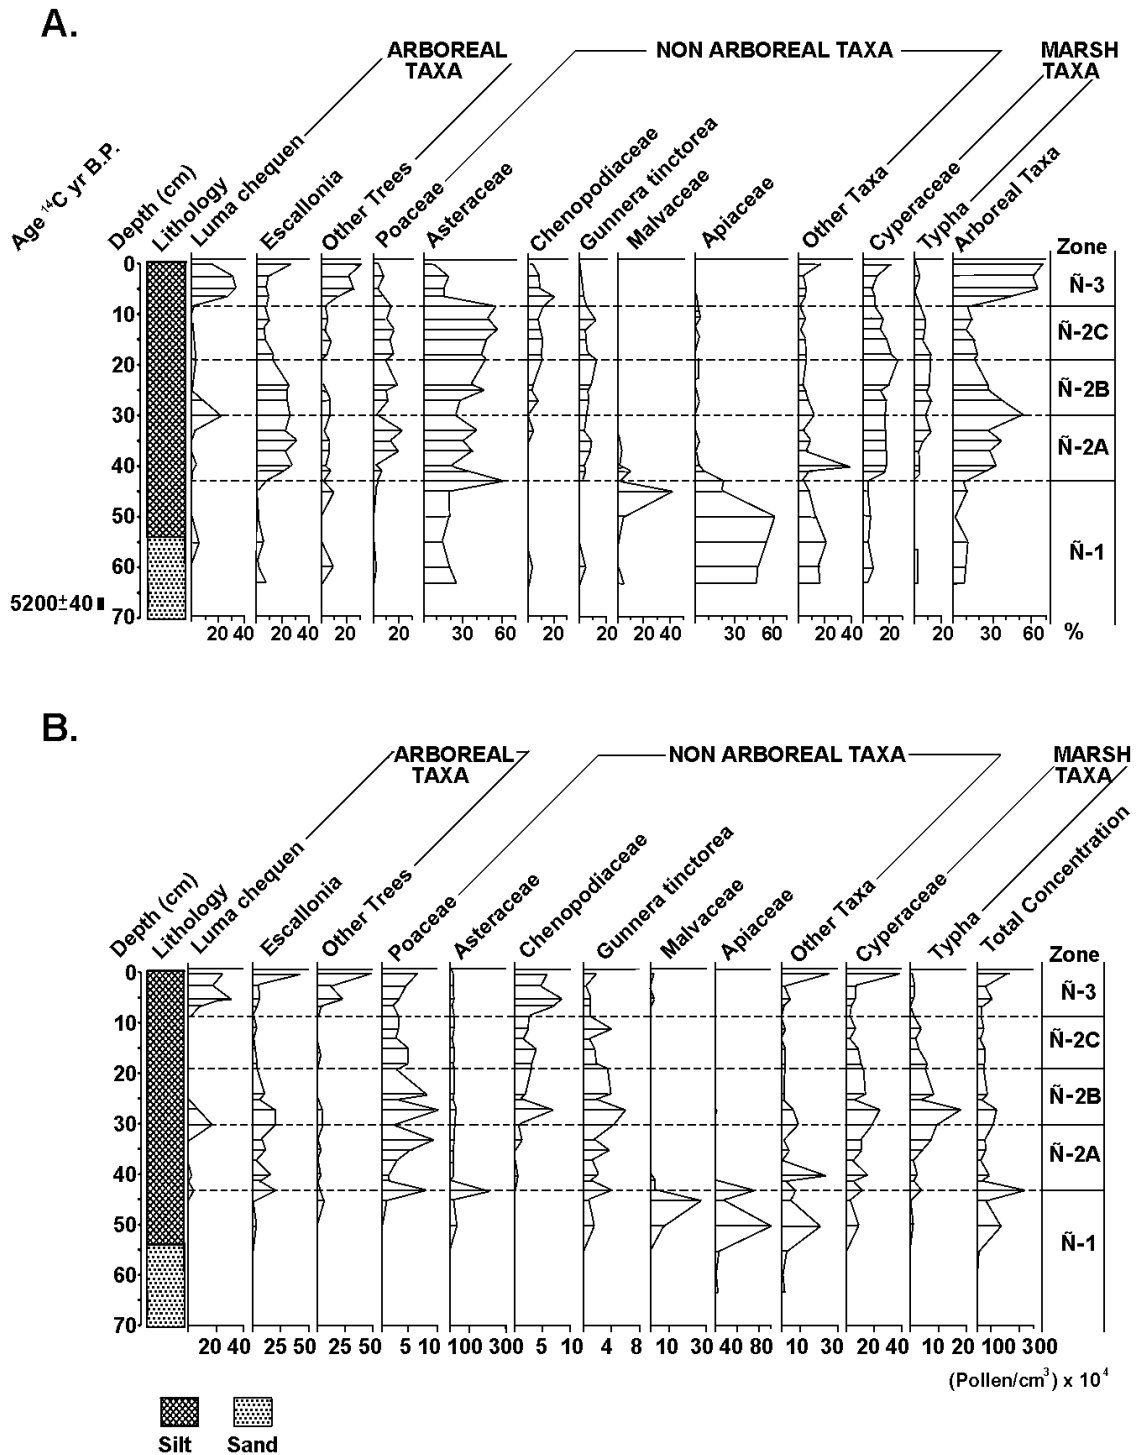 A.
ARBOREAL TAXA
NON ARBOREAL TAXA
MARSH TAXA
Age ¹⁴C yr B.P.
Depth (cm)
Lithology
Luma chequen
Escallonia
Other Trees
Poaceae
Asteraceae
Chenopodiaceae
Gunnera tinctorea
Malvaceae
Apiaceae
Other Taxa
Cyperaceae
Typha
Arboreal Taxa
Zone
0
10
20
30
40
50
60
70
5200±40
Ñ-3
Ñ-2C
Ñ-2B
Ñ-2A
Ñ-1
20 40 20 40 20 20 30 60 20 20 20 40 30 60 20 40 20 20 30 60 %
B.
ARBOREAL TAXA
NON ARBOREAL TAXA
MARSH TAXA
Depth (cm)
Lithology
Luma chequen
Escallonia
Other Trees
Poaceae
Asteraceae
Chenopodiaceae
Gunnera tinctorea
Malvaceae
Apiaceae
Other Taxa
Cyperaceae
Typha
Total Concentration
Zone
0
10
20
30
40
50
60
70
Ñ-3
Ñ-2C
Ñ-2B
Ñ-2A
Ñ-1
20 40 25 50 25 50 5 10 100 300 5 10 4 8 10 30 40 80 10 30 20 40 10 20 100 300
(Pollen/cm³) x 10⁴
Silt
Sand